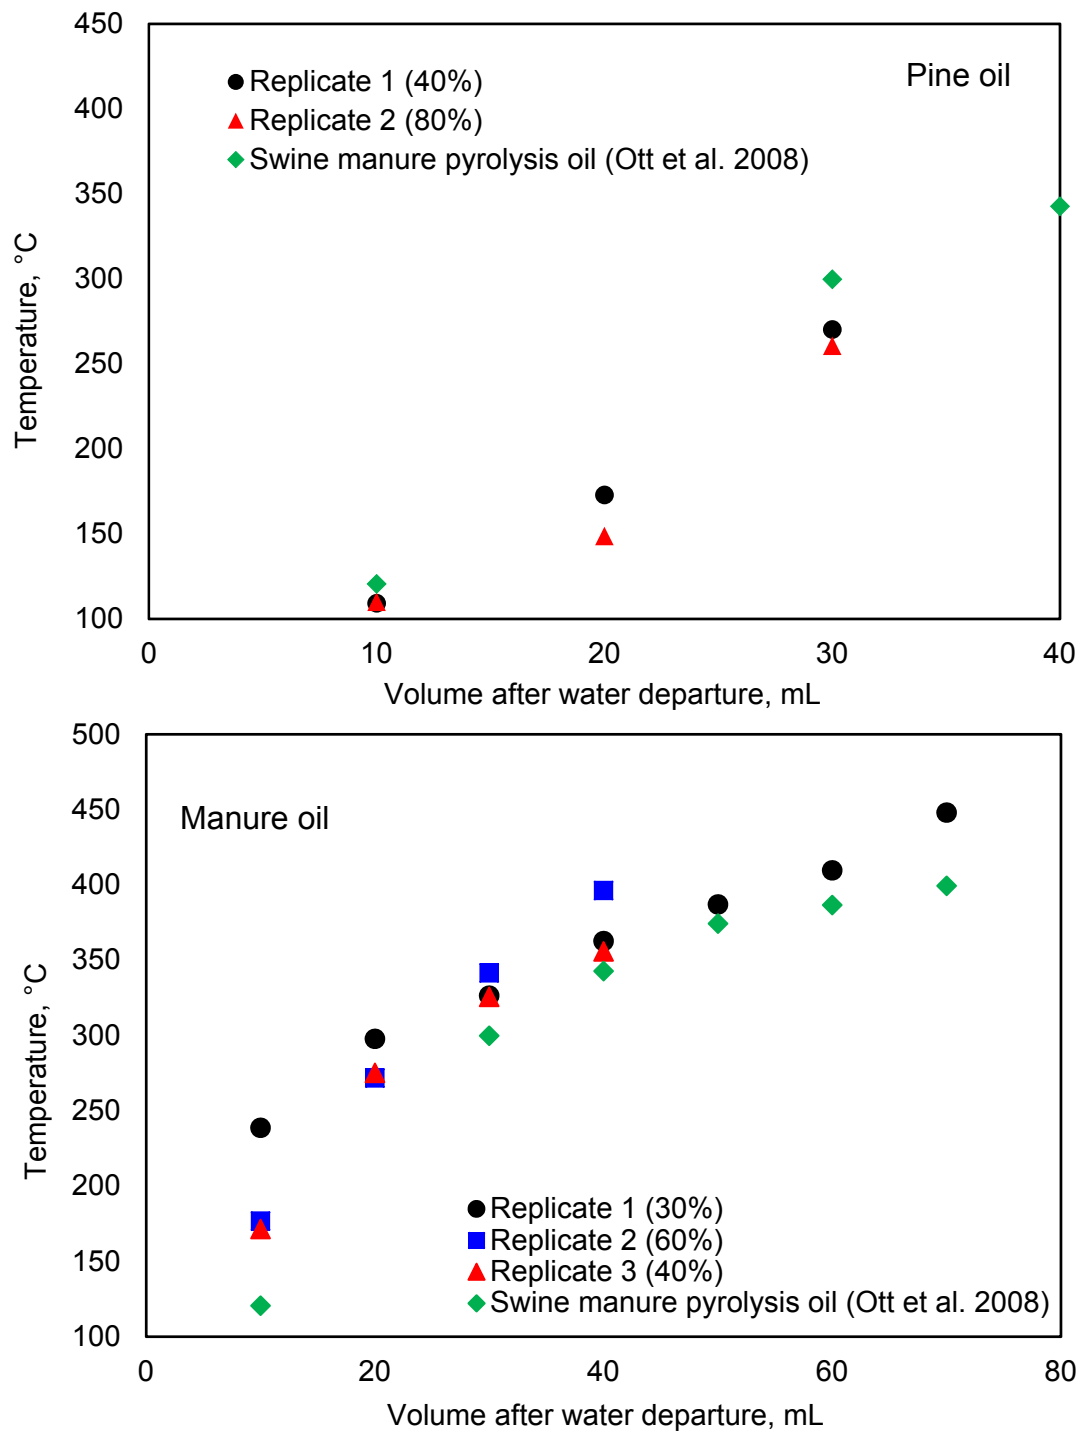 450
400
350
300
250
200
150
100
Temperature, °C
Replicate 1 (40%)
Replicate 2 (80%)
Swine manure pyrolysis oil (Ott et al. 2008)
Pine oil
0 10 20 30 40
Volume after water departure, mL
500
450
400
350
300
250
200
150
100
Temperature, °C
Manure oil
Replicate 1 (30%)
Replicate 2 (60%)
Replicate 3 (40%)
Swine manure pyrolysis oil (Ott et al. 2008)
0 20 40 60 80
Volume after water departure, mL